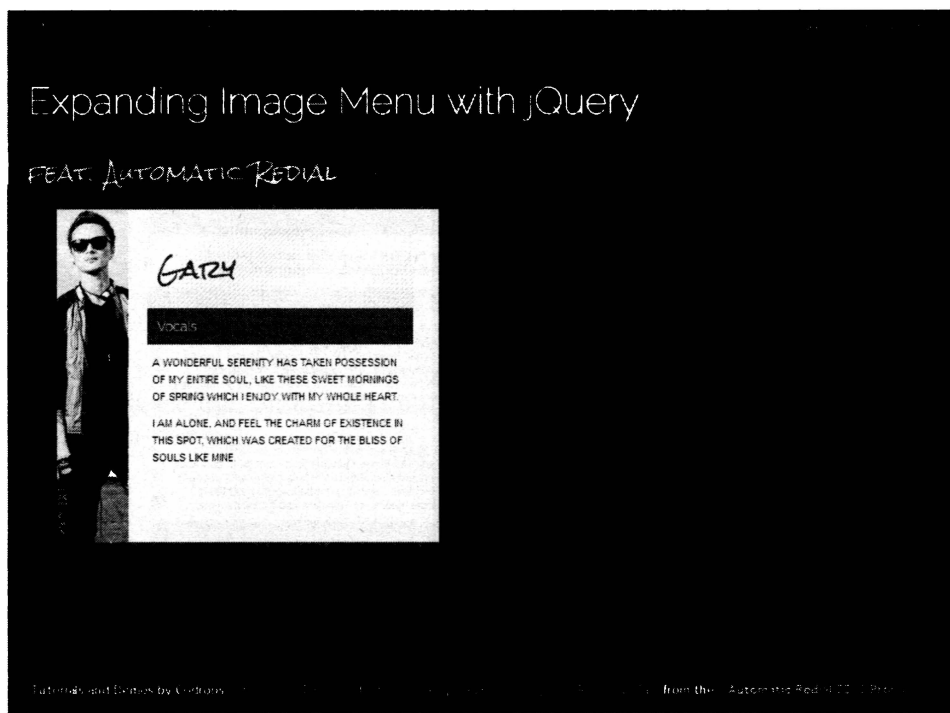 Expanding Image Menu with jQuery
FEAT. AUTOMATIC REDIAL
GARY
Vocals
A WONDERFUL SERENITY HAS TAKEN POSSESSION
OF MY ENTIRE SOUL, LIKE THESE SWEET MORNINGS
OF SPRING WHICH I ENJOY WITH MY WHOLE HEART.
I AM ALONE, AND FEEL THE CHARM OF EXISTENCE IN
THIS SPOT, WHICH WAS CREATED FOR THE BLISS OF
SOULS LIKE MINE.
Tutorials and Demos by Codrops from the Automatic